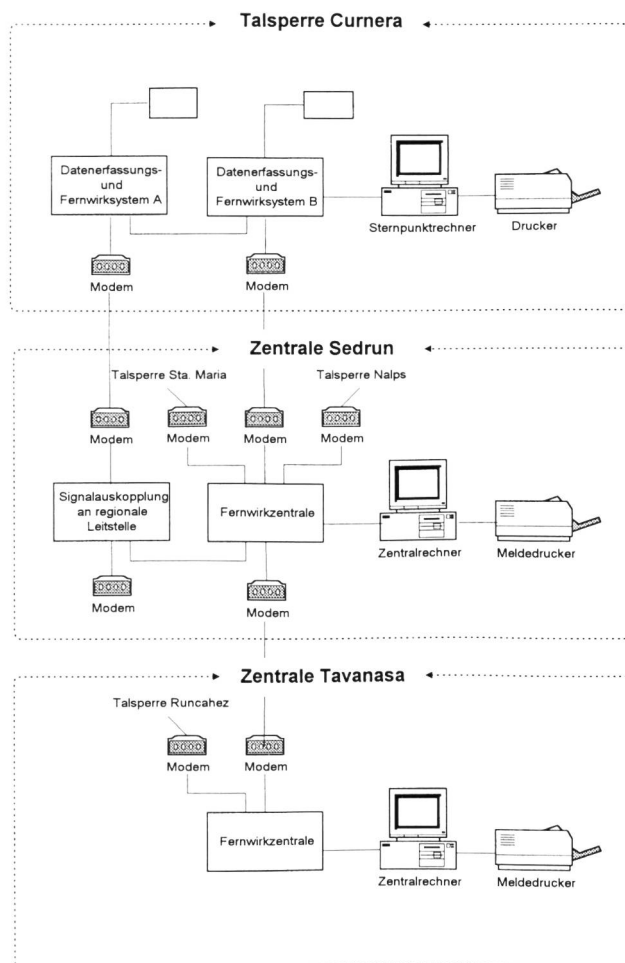 Talsperre Curnera
Datenerfassungs-
und
Fernwirksystem A
Datenerfassungs-
und
Fernwirksystem B
Sternpunktrechner
Drucker
Modem
Modem
Zentrale Sedrun
Talsperre Sta. Maria
Talsperre Nalps
Modem
Modem
Modem
Modem
Signalauskopplung
an regionale
Leitstelle
Fernwirkzentrale
Zentralrechner
Meldedrucker
Modem
Modem
Zentrale Tavanasa
Talsperre Runcahez
Modem
Modem
Fernwirkzentrale
Zentralrechner
Meldedrucker